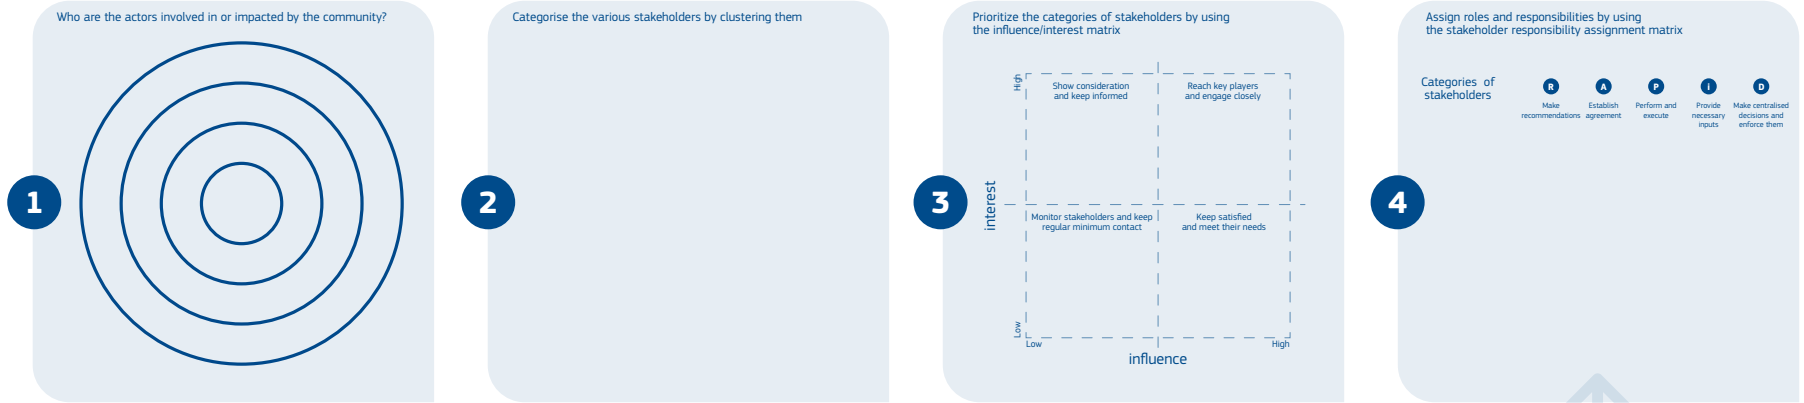 Who are the actors involved in or impacted by the community?
1
Categorise the various stakeholders by clustering them
2
Prioritize the categories of stakeholders by using
the influence/interest matrix
3
High
interest
Low
Show consideration
and keep informed
Reach key players
and engage closely
Monitor stakeholders and keep
regular minimum contact
Keep satisfied
and meet their needs
Low
High
influence
Assign roles and responsibilities by using
the stakeholder responsibility assignment matrix
4
Categories of
stakeholders
R
Make
recommendations
A
Establish
agreement
P
Perform and
execute
i
Provide
necessary
inputs
D
Make centralised
decisions and
enforce them